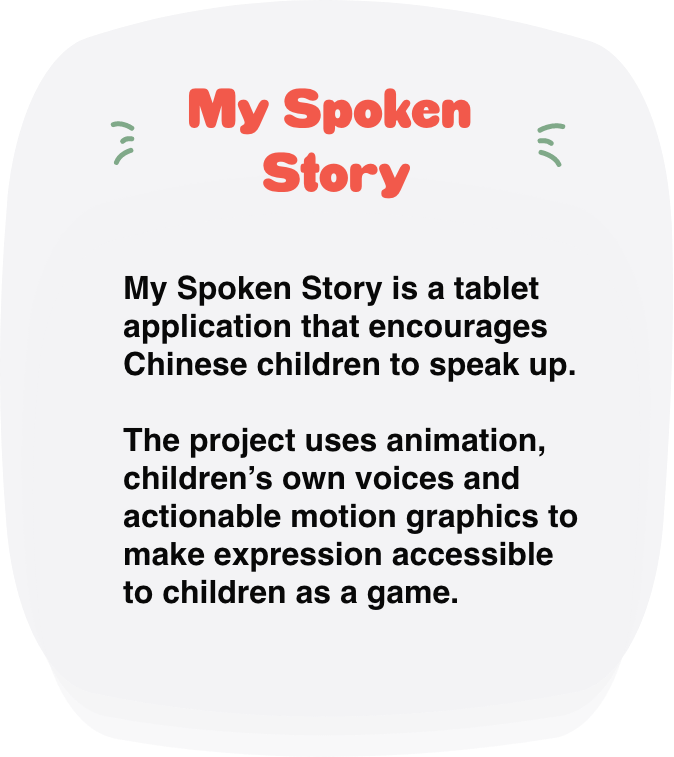 My Spoken
Story
My Spoken Story is a tablet
application that encourages
Chinese children to speak up.
The project uses animation,
children’s own voices and
actionable motion graphics to
make expression accessible
to children as a game.